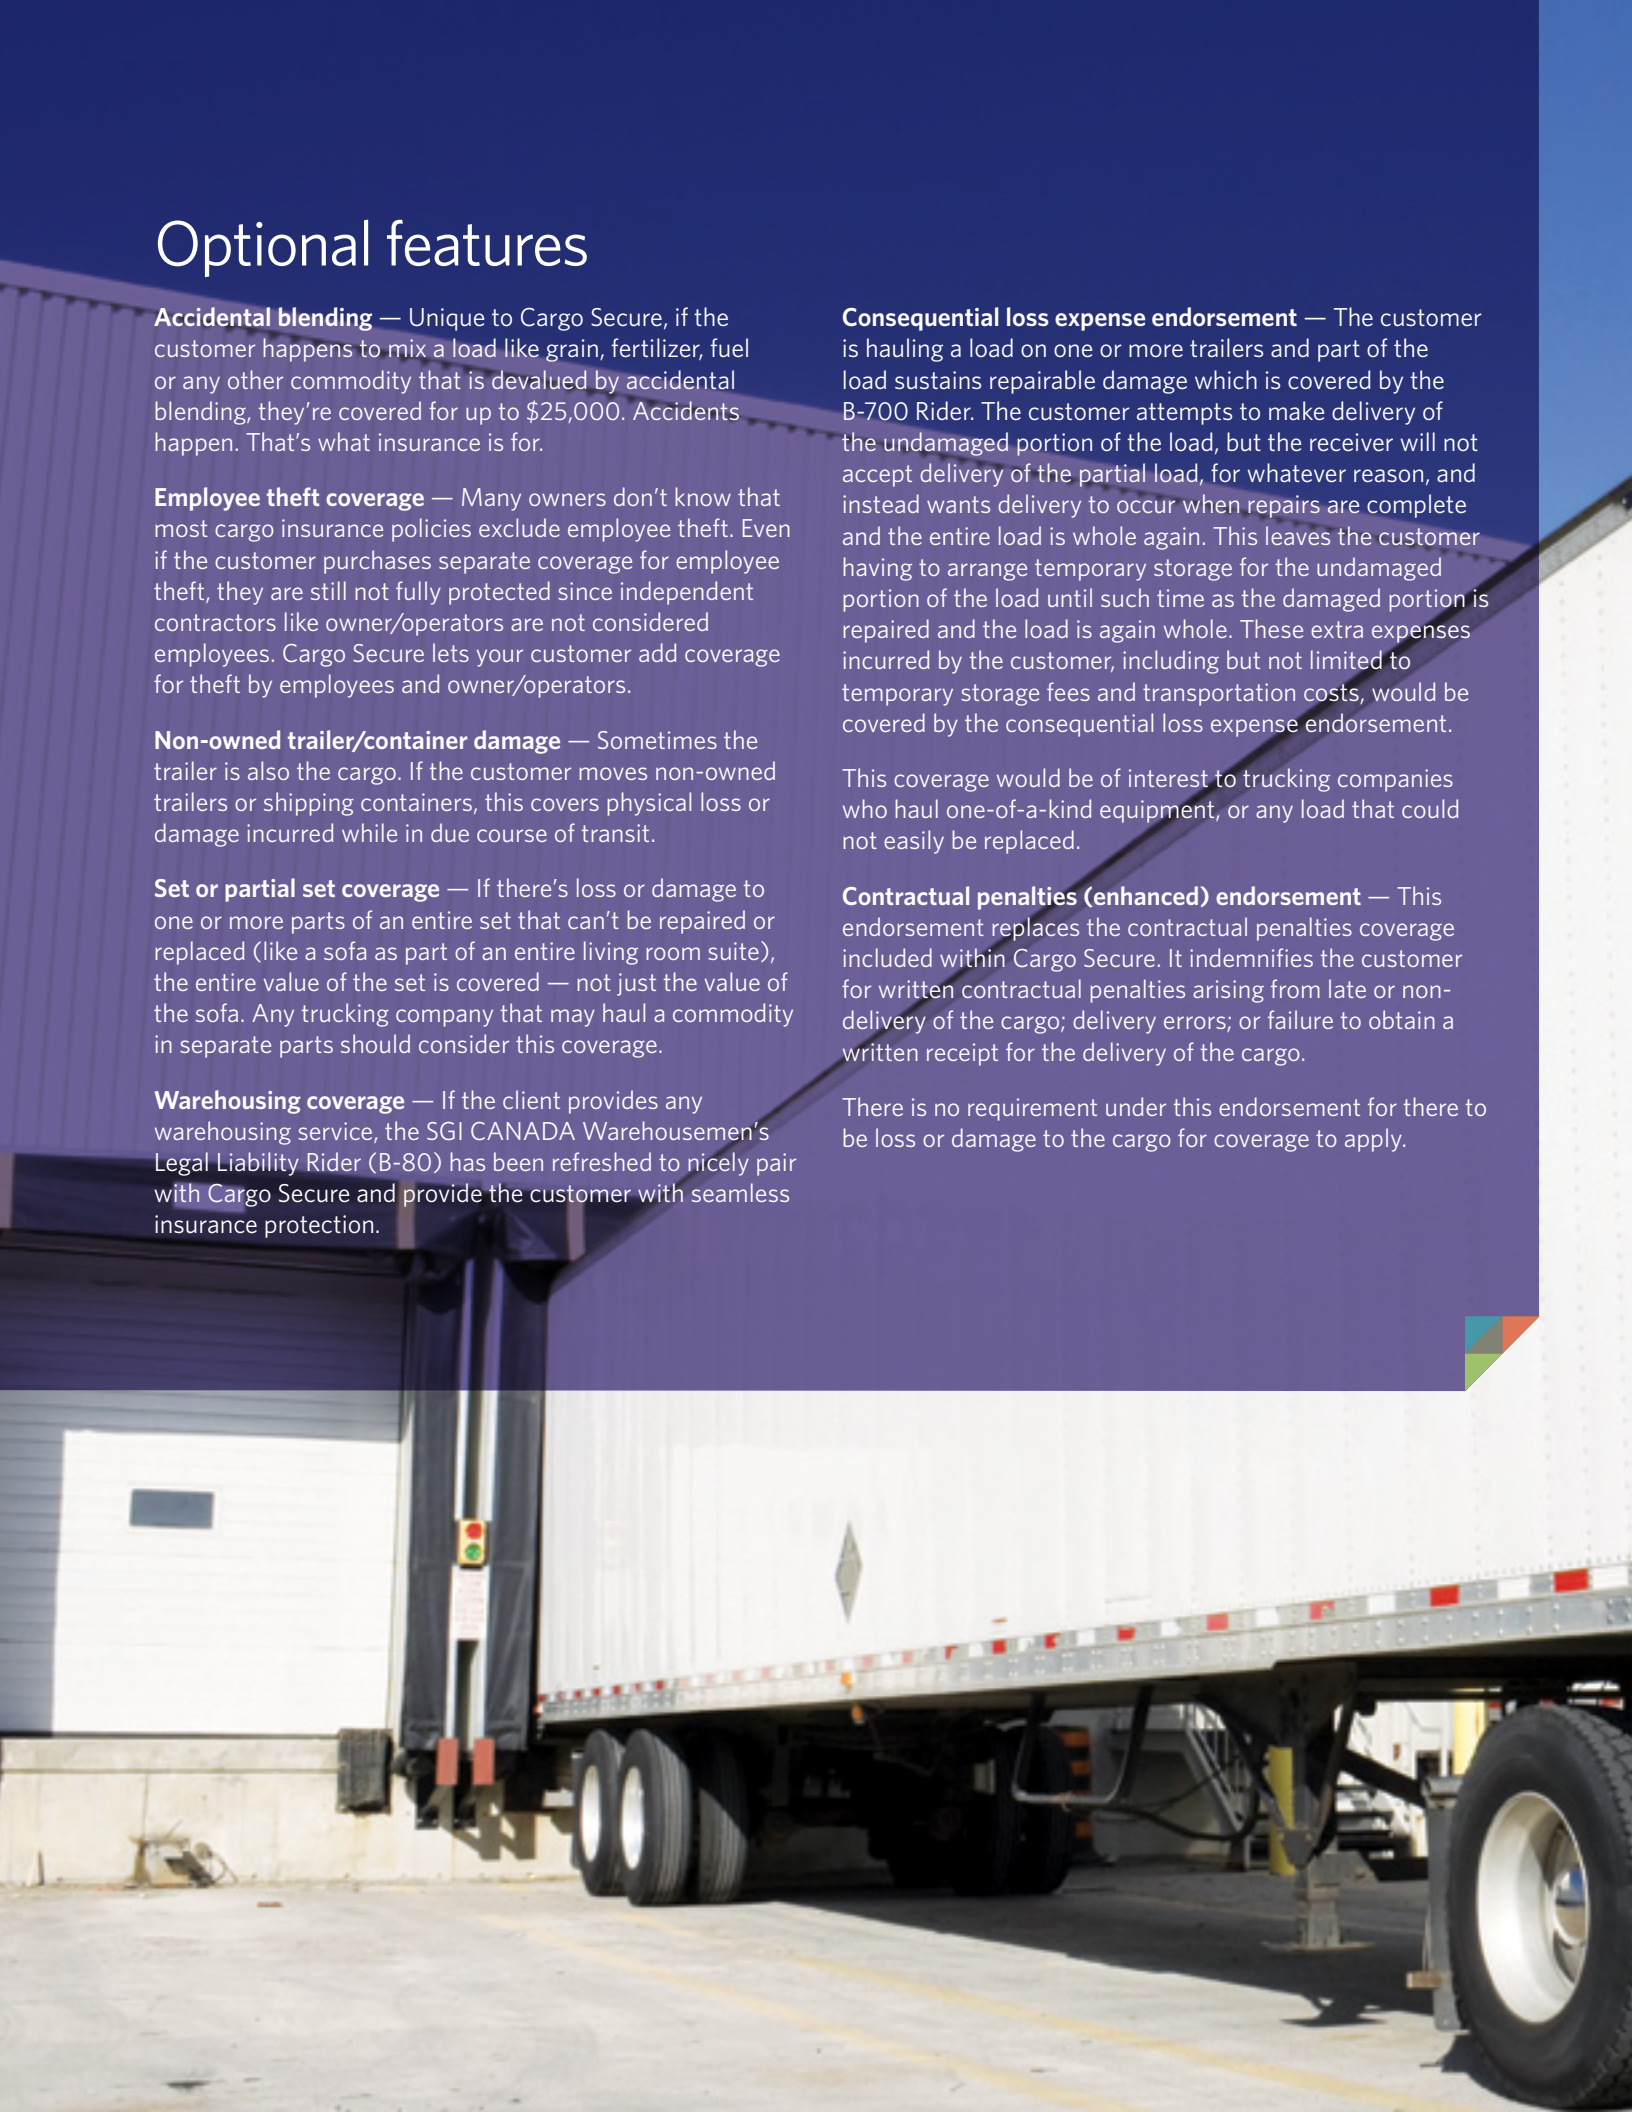 Optional features
Accidental blending — Unique to Cargo Secure, if the
customer happens to mix a load like grain, fertilizer, fuel
or any other commodity that is devalued by accidental
blending, they’re covered for up to $25,000. Accidents
happen. That’s what insurance is for.
Employee theft coverage — Many owners don’t know that
most cargo insurance policies exclude employee theft. Even
if the customer purchases separate coverage for employee
theft, they are still not fully protected since independent
contractors like owner/operators are not considered
employees. Cargo Secure lets your customer add coverage
for theft by employees and owner/operators.
Non-owned trailer/container damage — Sometimes the
trailer is also the cargo. If the customer moves non-owned
trailers or shipping containers, this covers physical loss or
damage incurred while in due course of transit.
Set or partial set coverage — If there’s loss or damage to
one or more parts of an entire set that can’t be repaired or
replaced (like a sofa as part of an entire living room suite),
the entire value of the set is covered — not just the value of
the sofa. Any trucking company that may haul a commodity
in separate parts should consider this coverage.
Warehousing coverage — If the client provides any
warehousing service, the SGI CANADA Warehousemen’s
Legal Liability Rider (B-80) has been refreshed to nicely pair
with Cargo Secure and provide the customer with seamless
insurance protection.
Consequential loss expense endorsement — The customer
is hauling a load on one or more trailers and part of the
load sustains repairable damage which is covered by the
B-700 Rider. The customer attempts to make delivery of
the undamaged portion of the load, but the receiver will not
accept delivery of the partial load, for whatever reason, and
instead wants delivery to occur when repairs are complete
and the entire load is whole again. This leaves the customer
having to arrange temporary storage for the undamaged
portion of the load until such time as the damaged portion is
repaired and the load is again whole. These extra expenses
incurred by the customer, including but not limited to
temporary storage fees and transportation costs, would be
covered by the consequential loss expense endorsement.
This coverage would be of interest to trucking companies
who haul one-of-a-kind equipment, or any load that could
not easily be replaced.
Contractual penalties (enhanced) endorsement — This
endorsement replaces the contractual penalties coverage
included within Cargo Secure. It indemnifies the customer
for written contractual penalties arising from late or non-
delivery of the cargo; delivery errors; or failure to obtain a
written receipt for the delivery of the cargo.
There is no requirement under this endorsement for there to
be loss or damage to the cargo for coverage to apply.